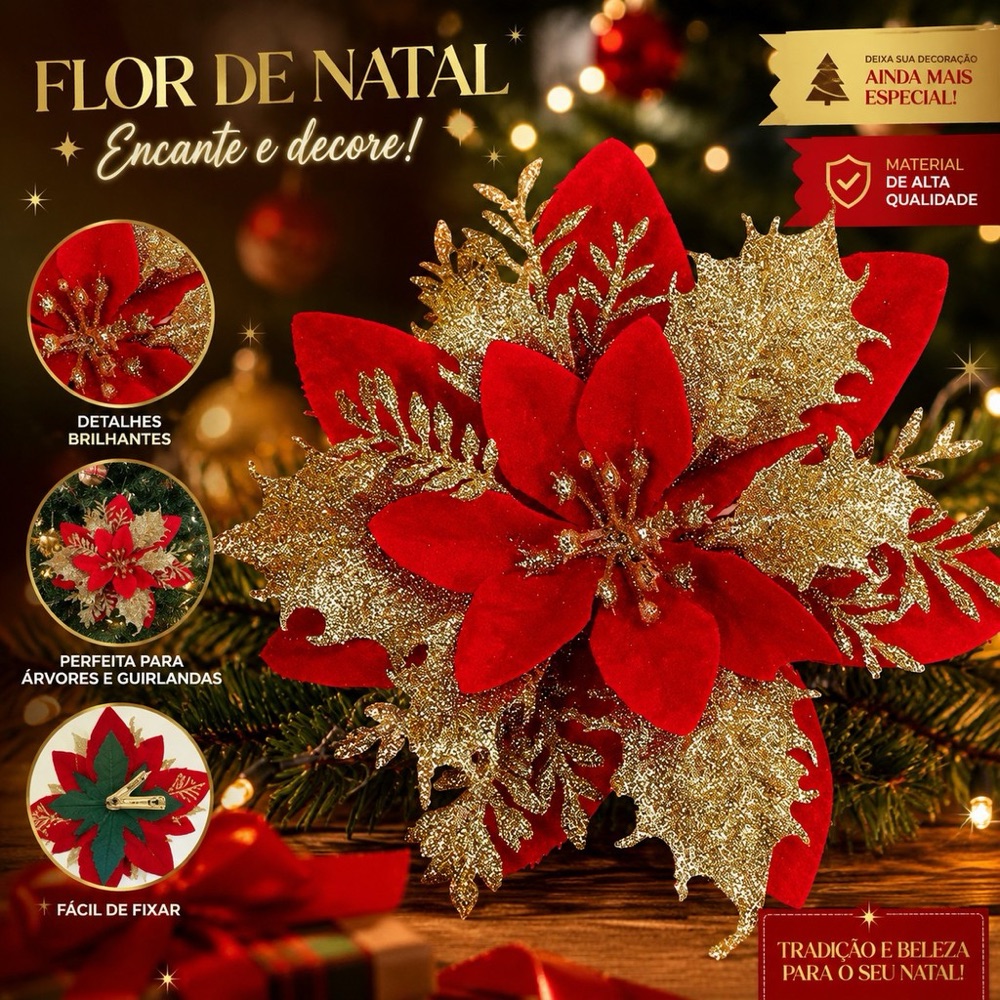 FLOR DE NATAL
Encante e decore!
DEIXA SUA DECORAÇÃO
AINDA MAIS
ESPECIAL!
MATERIAL
DE ALTA
QUALIDADE
DETALHES
BRILHANTES
PERFEITA PARA
ÁRVORES E GUIRLANDAS
FÁCIL DE FIXAR
TRADIÇÃO E BELEZA
PARA O SEU NATAL!